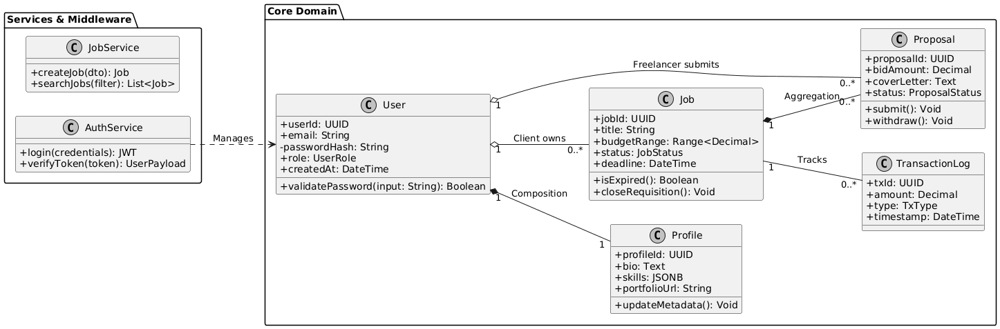 Services & Middleware
C JobService
+createJob(dto): Job
+searchJobs(filter): List<Job>
C AuthService
+login(credentials): JWT
+verifyToken(token): UserPayload
Manages
Core Domain
C User
+userId: UUID
+email: String
-passwordHash: String
+role: UserRole
+createdAt: DateTime
+validatePassword(input: String): Boolean
1
Freelancer submits
0..*
1
Client owns
0..*
1
Composition
1
C Job
+jobId: UUID
+title: String
+budgetRange: Range<Decimal>
+status: JobStatus
+deadline: DateTime
+isExpired(): Boolean
+closeRequisition(): Void
1
Aggregation
0..*
1
Tracks
0..*
C Profile
+profileId: UUID
+bio: Text
+skills: JSONB
+portfolioUrl: String
+updateMetadata(): Void
C Proposal
+proposalId: UUID
+bidAmount: Decimal
+coverLetter: Text
+status: ProposalStatus
+submit(): Void
+withdraw(): Void
C TransactionLog
+txId: UUID
+amount: Decimal
+type: TxType
+timestamp: DateTime